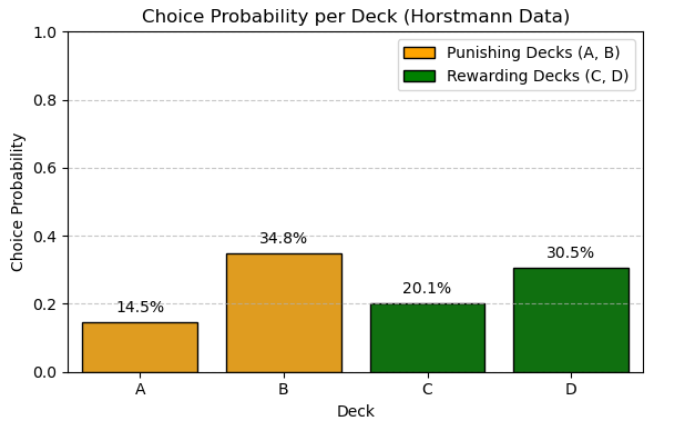 Choice Probability per Deck (Horstmann Data)
1.0
Punishing Decks (A, B)
Rewarding Decks (C, D)
0.8
0.6
0.4
0.2
0.0
Choice Probability
14.5%
34.8%
20.1%
30.5%
A B C D
Deck